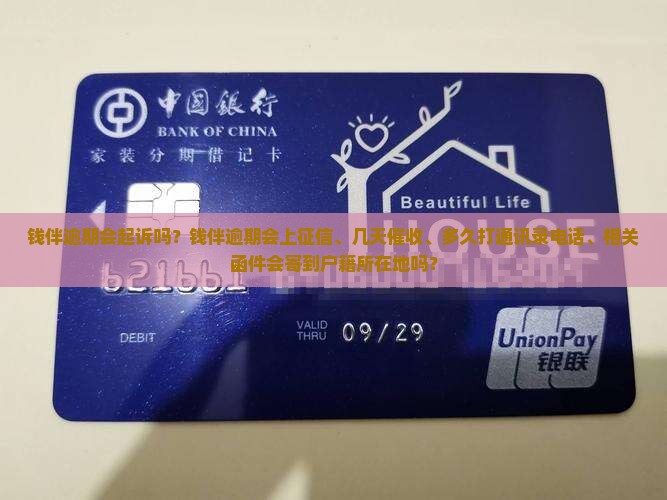 中国银行
BANK OF CHINA
家装分期借记卡
Beautiful Life
HOUSE
钱伴逾期会起诉吗？钱伴逾期会上征信、几天催收、多久打通讯录电话、相关
函件会寄到户籍所在地吗？
621661
DEBIT
VALID
THRU
09/29
UnionPay
银联